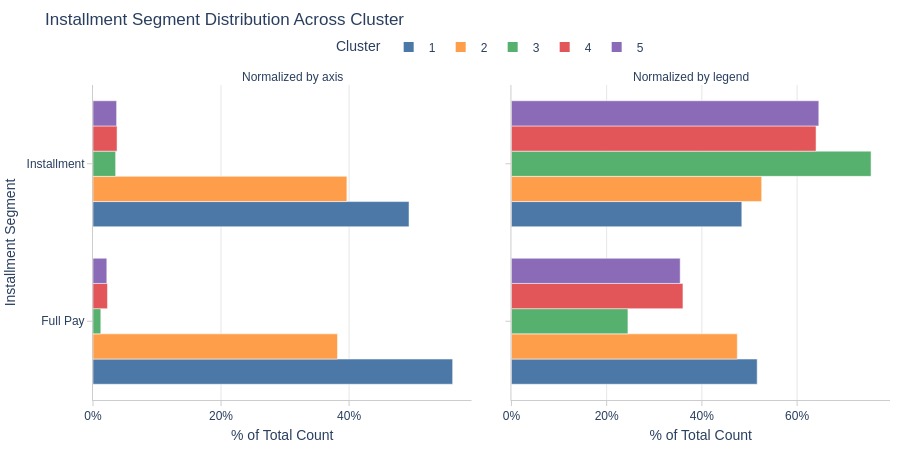 Installment Segment Distribution Across Cluster
Cluster 1 2 3 4 5
Normalized by axis
Normalized by legend
Installment Segment
Installment
Full Pay
0% 20% 40%
0% 20% 40% 60%
% of Total Count
% of Total Count